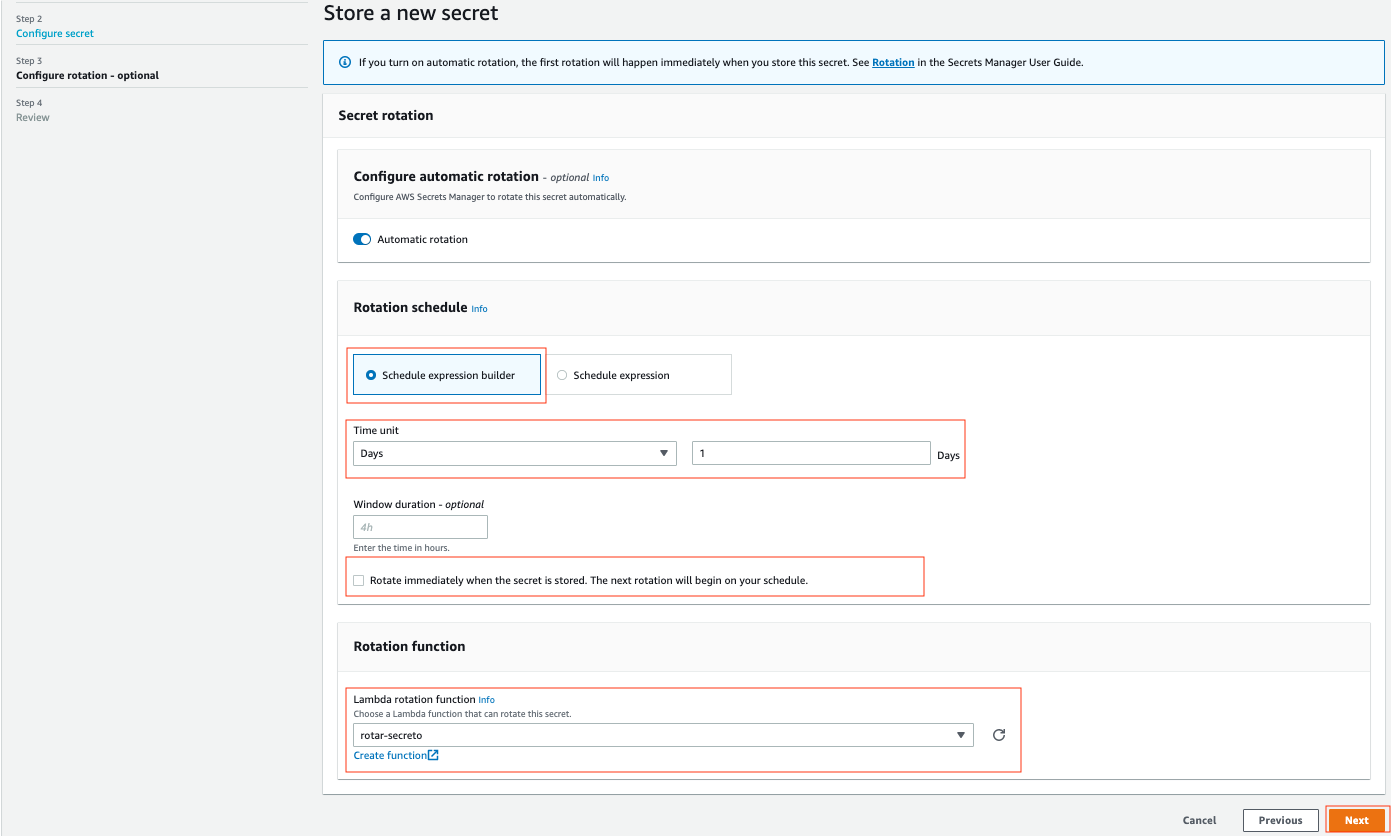 Step 2
Configure secret
Step 3
Configure rotation - optional
Step 4
Review
Store a new secret
If you turn on automatic rotation, the first rotation will happen immediately when you store this secret. See Rotation in the Secrets Manager User Guide.
Secret rotation
Configure automatic rotation - optional Info
Configure AWS Secrets Manager to rotate this secret automatically.
Automatic rotation
Rotation schedule Info
Schedule expression builder
Schedule expression
Time unit
Days
1
Days
Window duration - optional
4h
Enter the time in hours.
Rotate immediately when the secret is stored. The next rotation will begin on your schedule.
Rotation function
Lambda rotation function Info
Choose a Lambda function that can rotate this secret.
rotar-secreto
Create function
Cancel
Previous
Next